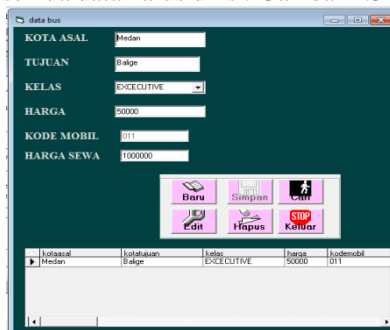 data bus
KOTA ASAL Medan
TUJUAN Balige
KELAS EXCECUTIVE
HARGA 50000
KODE MOBIL 011
HARGA SEWA 1000000
Baru Simpan Cari
STOP
Edit Hapus Keluar
kotaasal kotatujuan kelas harga kodemobil
Medan Balige EXCECUTIVE 50000 011